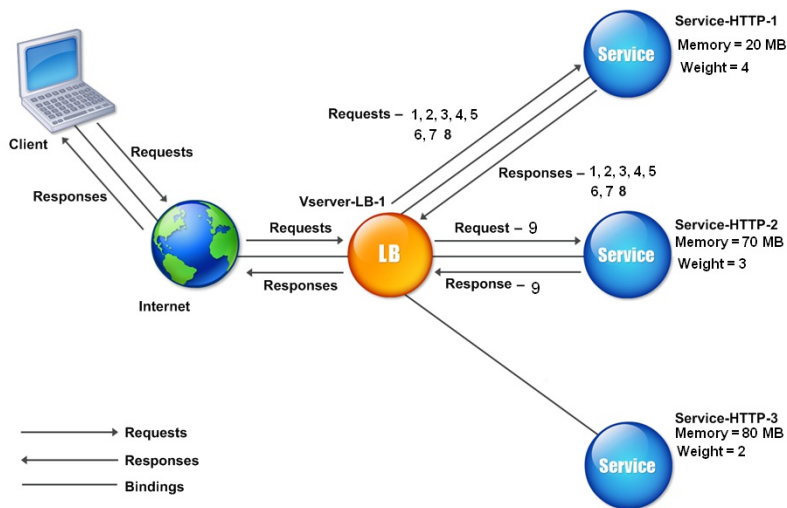 Service-HTTP-1
Memory = 20 MB
Weight = 4
Service
Requests – 1, 2, 3, 4, 5
6, 7 8
Client
Requests
Responses
Responses – 1, 2, 3, 4, 5
6, 7 8
Vserver-LB-1
Service-HTTP-2
Memory = 70 MB
Weight = 3
Requests
LB
Request – 9
Service
Responses
Response – 9
Internet
Service-HTTP-3
Memory = 80 MB
Weight = 2
Service
Requests
Responses
Bindings